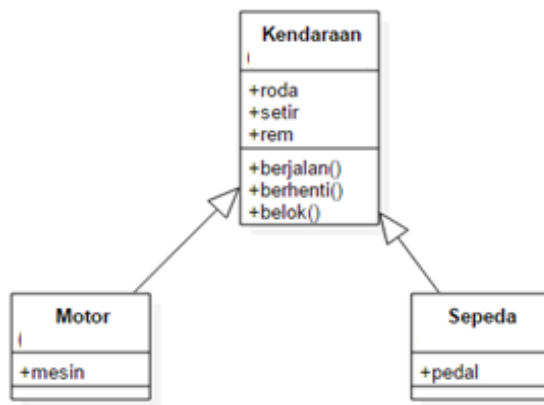 Kendaraan
+roda
+setir
+rem
+berjalan()
+berhenti()
+belok()
Motor
+mesin
Sepeda
+pedal